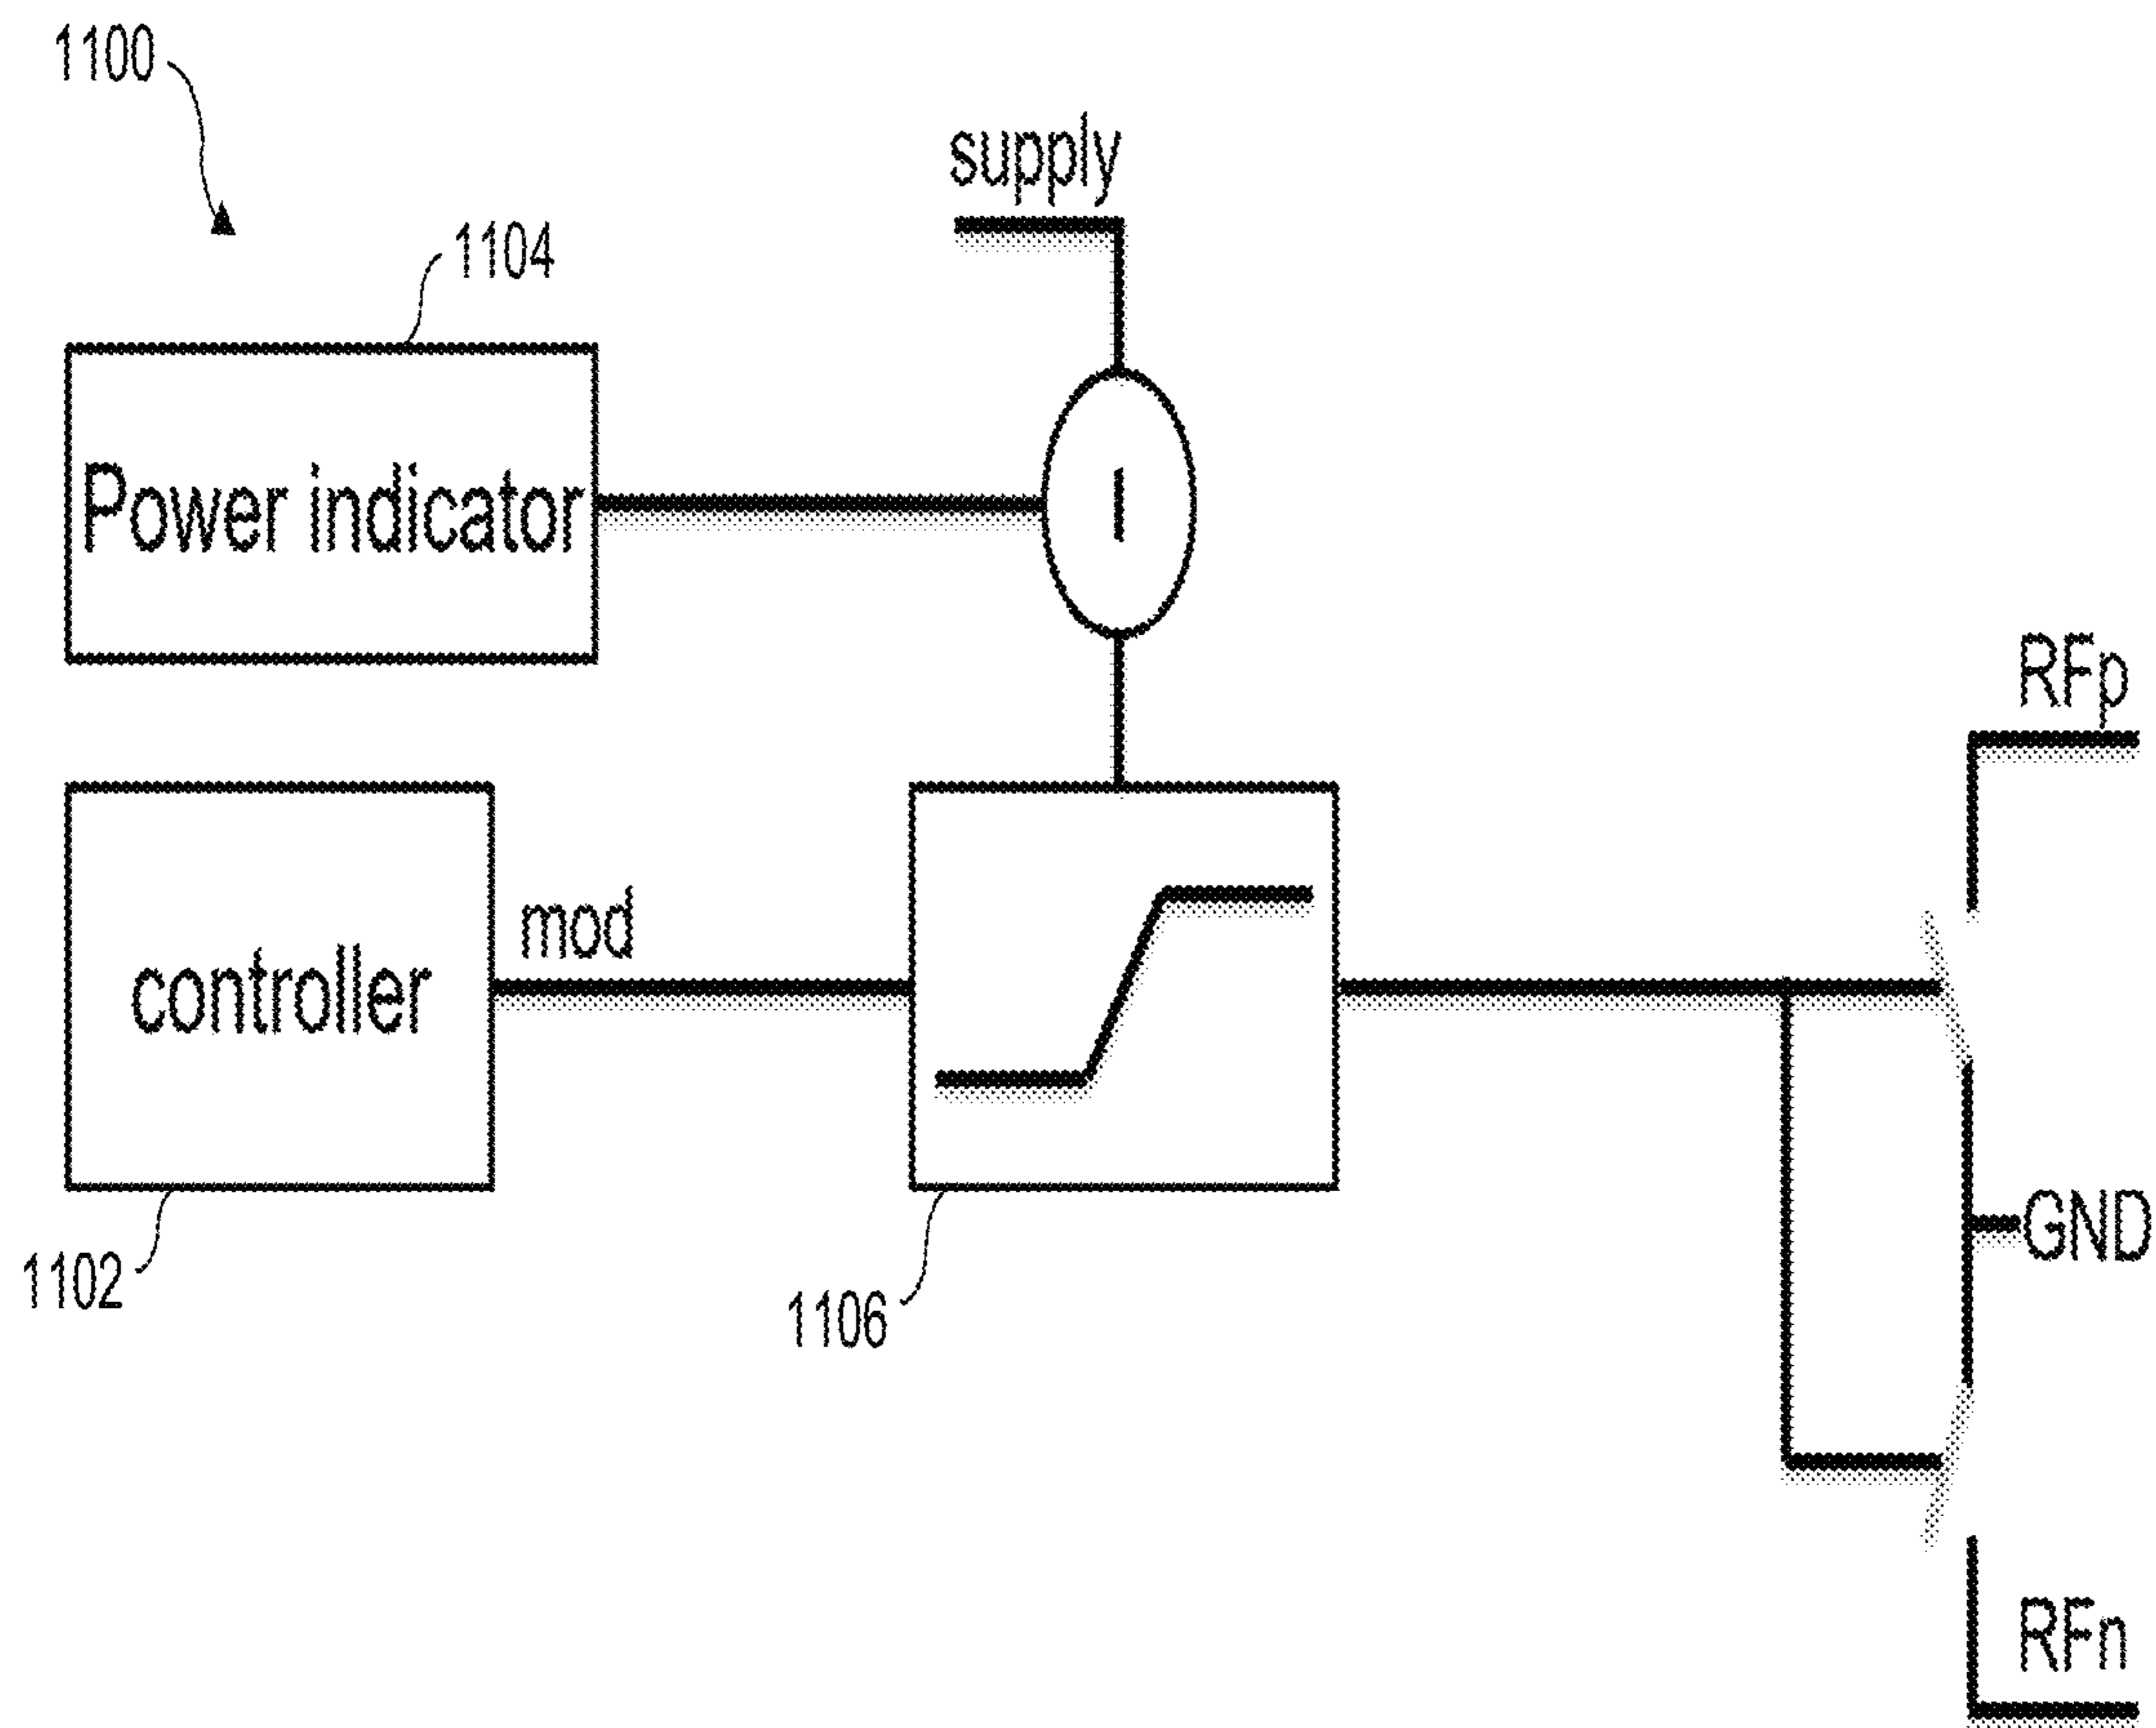 1100
supply
1104
Power indicator
I
RFp
controller
mod
GND
1102
1106
RFn